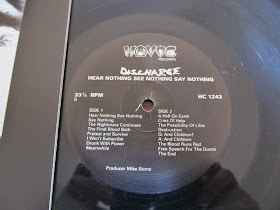 HAVOC
RECORDS
DISCHARGE
HEAR NOTHING SEE NOTHING SAY NOTHING
33⅓ RPM
HC 1243
SIDE 1
Hear Nothing See Nothing
Say Nothing
The Nightmare Continues
The Final Blood Bath
Protest and Survive
I Won't Subscribe
Drunk With Power
Meanwhile
SIDE 2
A Hell On Earth
Cries Of Help
The Possibility Of Lifes
Destruction
Q: And Children?
A: And Children
The Blood Runs Red
Free Speech For The Dumb
The End
Producer Mike Stone